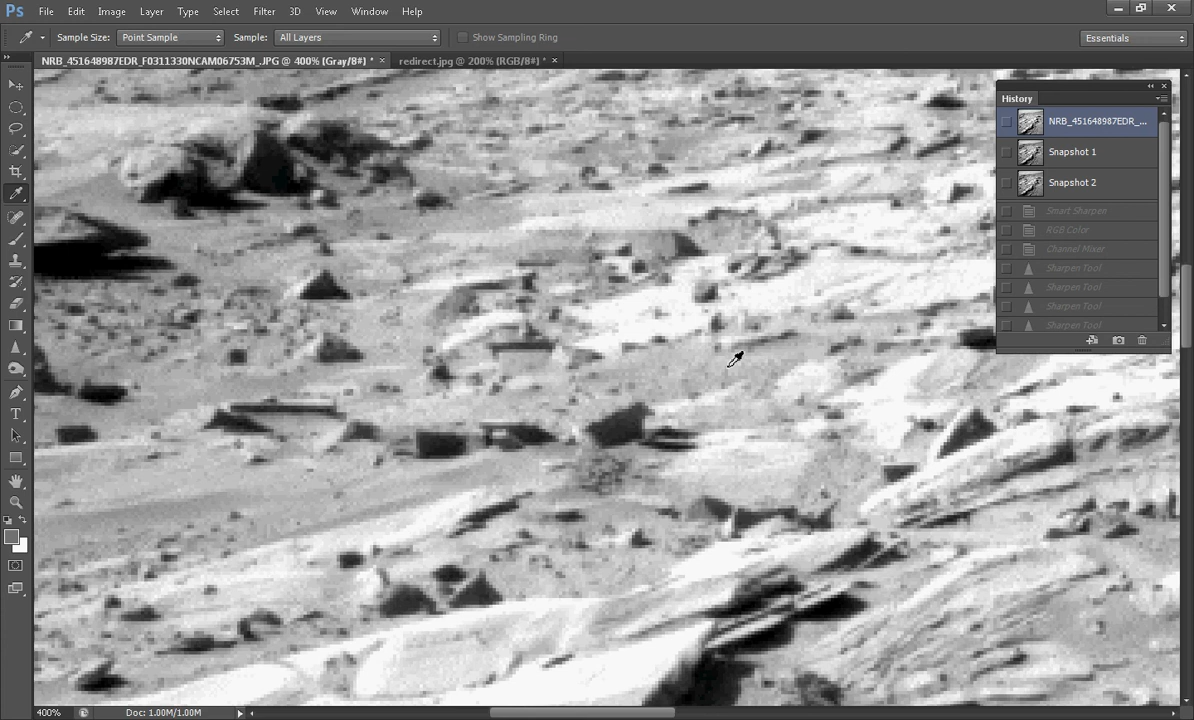 Ps File Edit Image Layer Type Select Filter 3D View Window Help
Sample Size: Point Sample Sample: All Layers Show Sampling Ring Essentials
NRB_451648987EDR_F0311330NCAM06753M_.JPG @ 400% (Gray/8#) * × redirect.jpg @ 200% (RGB/8#) * ×
History
NRB_451648987EDR_...
Snapshot 1
Snapshot 2
Smart Sharpen
RGB Color
Channel Mixer
Sharpen Tool
Sharpen Tool
Sharpen Tool
Sharpen Tool
T
400% Doc: 1.00M/1.00M